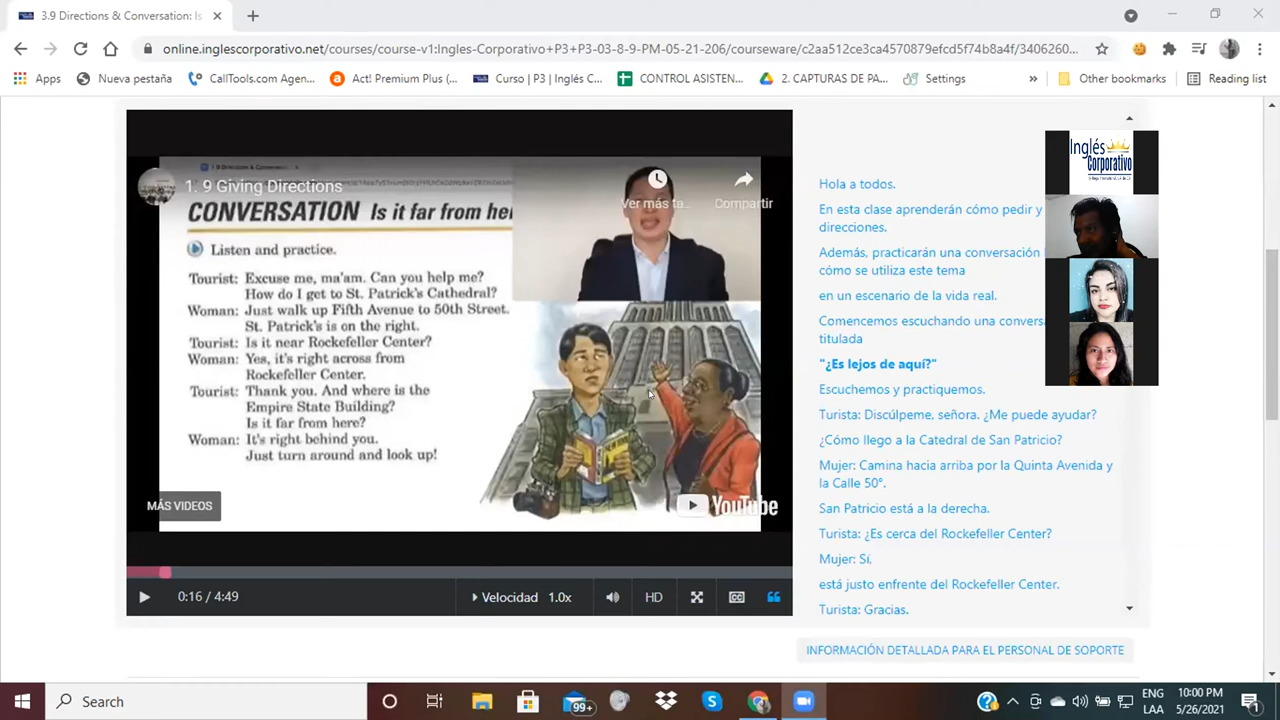 3.9 Directions & Conversation: Is
online.inglescorporativo.net/courses/course-v1:Ingles-Corporativo+P3+P3-03-8-9-PM-05-21-206/courseware/c2aa512ce3ca4570879efcd5f74b8a4f/3406260...
Apps
Nueva pestaña
CallTools.com Agen...
Act! Premium Plus (...
Curso | P3 | Inglés C...
CONTROL ASISTEN...
2. CAPTURAS DE PA...
Settings
»
Other bookmarks
Reading list
1. 9 Giving Directions
Ver más ta...
Compartir
CONVERSATION Is it far from her
Listen and practice.
Tourist: Excuse me, ma'am. Can you help me?
How do I get to St. Patrick's Cathedral?
Woman: Just walk up Fifth Avenue to 50th Street.
St. Patrick's is on the right.
Tourist: Is it near Rockefeller Center?
Woman: Yes, it's right across from
Rockefeller Center.
Tourist: Thank you. And where is the
Empire State Building?
Is it far from here?
Woman: It's right behind you.
Just turn around and look up!
MÁS VIDEOS
YouTube
0:16 / 4:49
Velocidad 1.0x
HD
Hola a todos.
En esta clase aprenderán cómo pedir y
direcciones.
Además, practicarán una conversación
cómo se utiliza este tema
en un escenario de la vida real.
Comencemos escuchando una convers
titulada
"¿Es lejos de aquí?"
Escuchemos y practiquemos.
Turista: Discúlpeme, señora. ¿Me puede ayudar?
¿Cómo llego a la Catedral de San Patricio?
Mujer: Camina hacia arriba por la Quinta Avenida y
la Calle 50°.
San Patricio está a la derecha.
Turista: ¿Es cerca del Rockefeller Center?
Mujer: Sí,
está justo enfrente del Rockefeller Center.
Turista: Gracias.
Inglés
Corporativo
INFORMACIÓN DETALLADA PARA EL PERSONAL DE SOPORTE
Search
99+
ENG
LAA
10:00 PM
5/26/2021